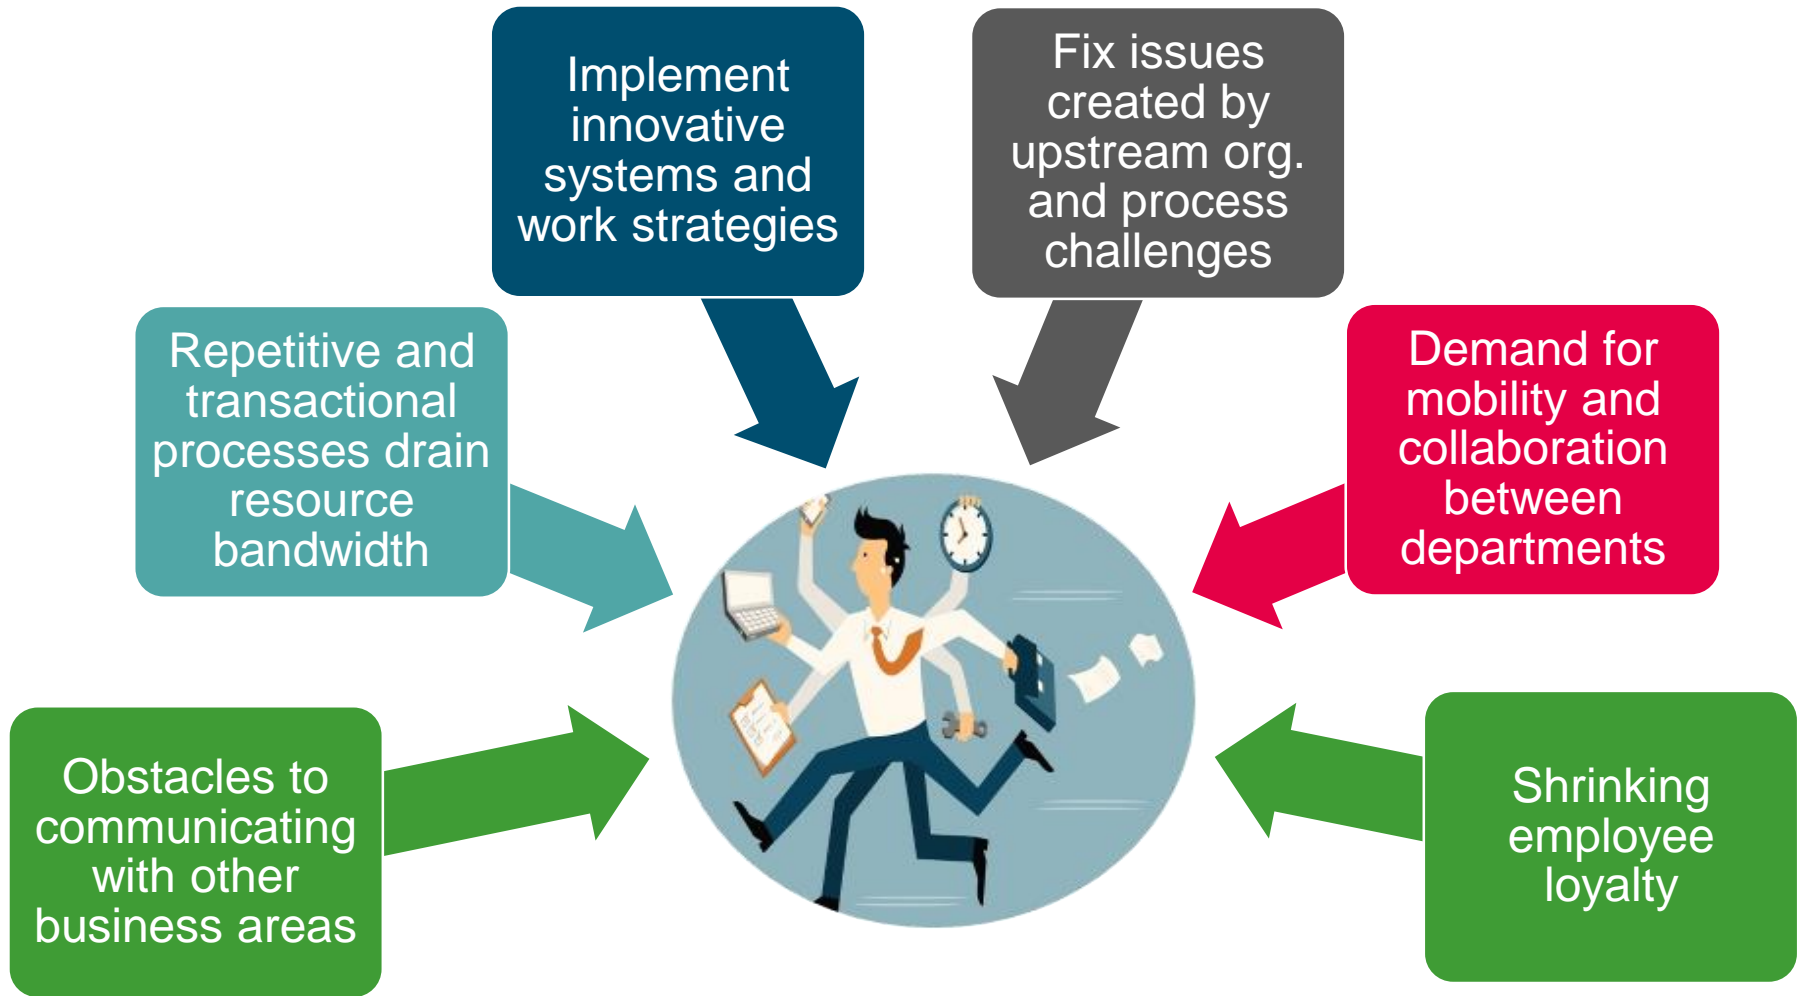 Implement
innovative
systems and
work strategies
Fix issues
created by
upstream org.
and process
challenges
Repetitive and
transactional
processes drain
resource
bandwidth
Demand for
mobility and
collaboration
between
departments
Obstacles to
communicating
with other
business areas
Shrinking
employee
loyalty